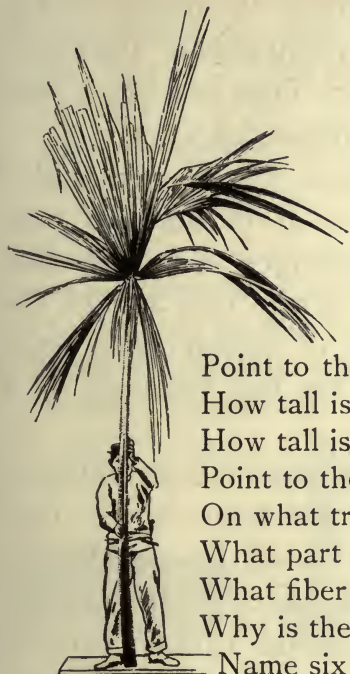 Point to th
How tall is
How tall is
Point to the
On what tr
What part
What fiber
Why is the
Name six